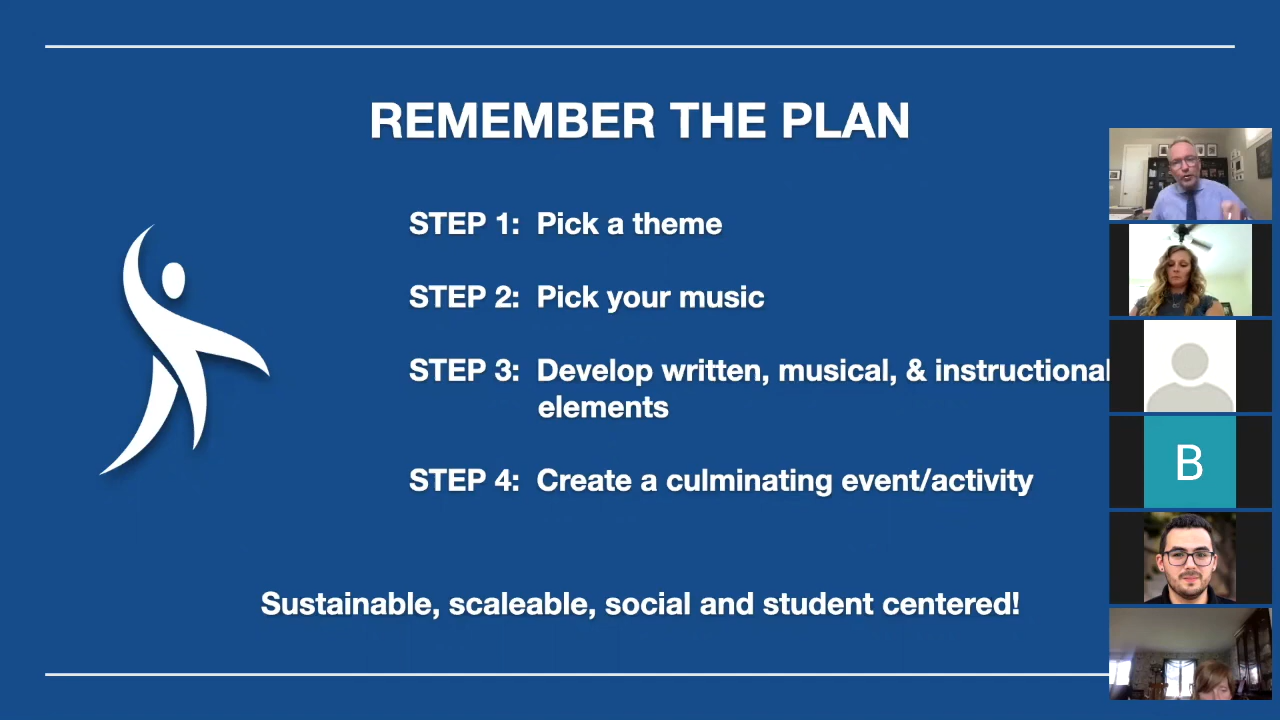 REMEMBER THE PLAN
STEP 1: Pick a theme
STEP 2: Pick your music
STEP 3: Develop written, musical, & instructional
elements
STEP 4: Create a culminating event/activity
Sustainable, scaleable, social and student centered!
B